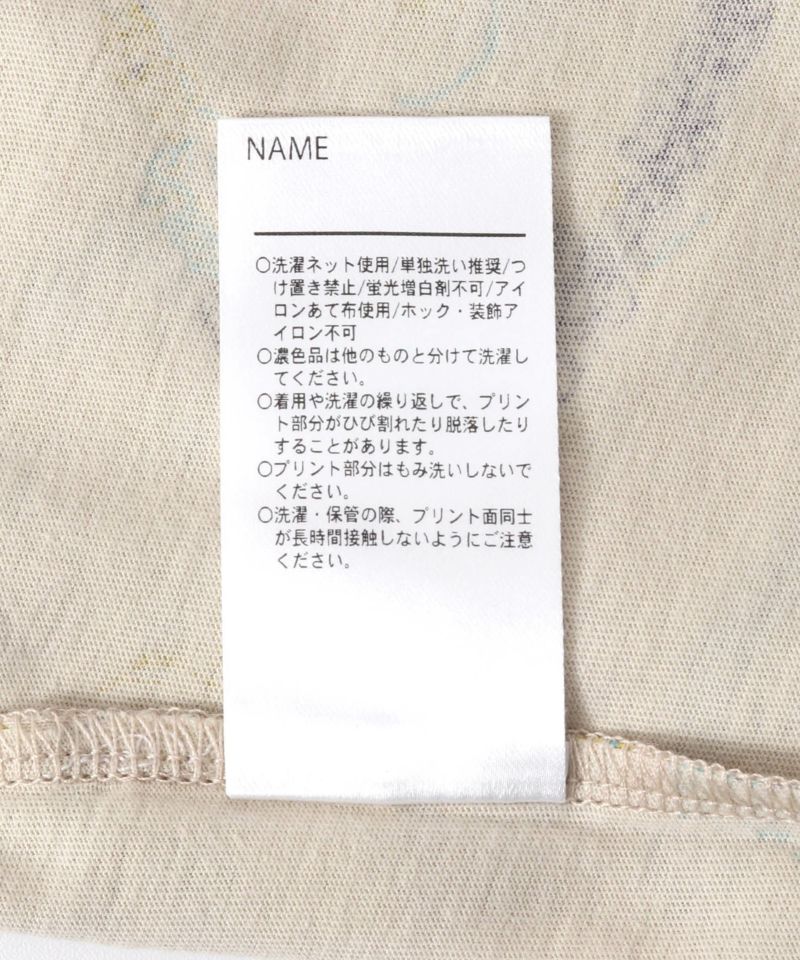 NAME
○洗濯ネット使用/単独洗い推奨/つ
け置き禁止/蛍光増白剤不可/アイ
ロンあて布使用/ホック・装飾ア
イロン不可
○濃色品は他のものと分けて洗濯し
てください。
○着用や洗濯の繰り返しで、プリン
ト部分がひび割れたり脱落したり
することがあります。
○プリント部分はもみ洗いしないで
ください。
○洗濯・保管の際、プリント面同士
が長時間接触しないようにご注意
ください。